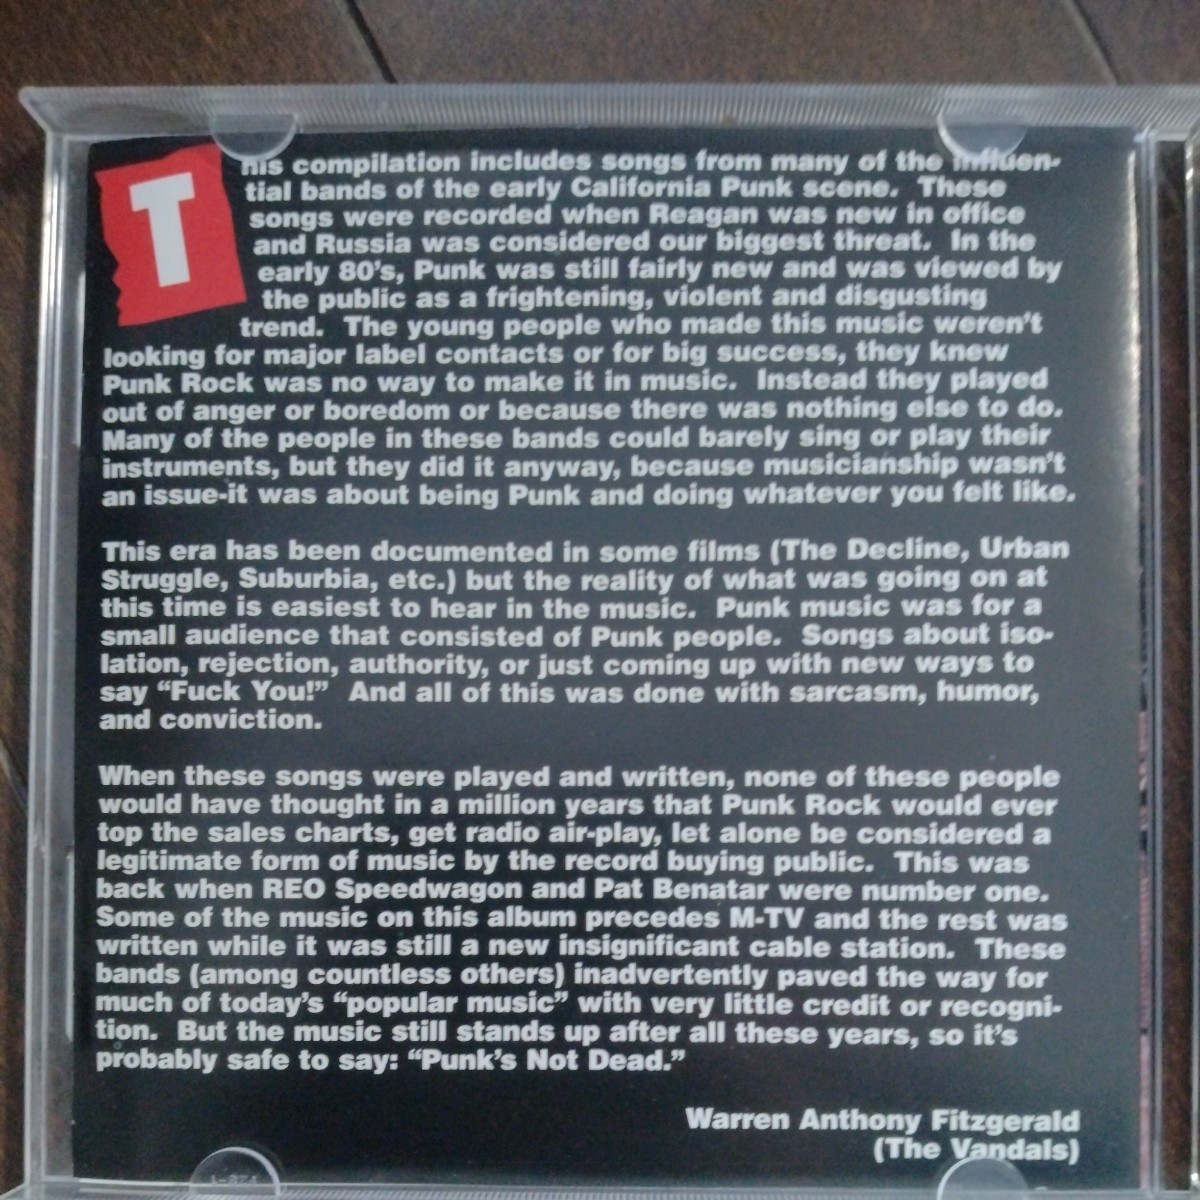 This compilation includes songs from many of the influen-
tial bands of the early California Punk scene.  These
songs were recorded when Reagan was new in office
and Russia was considered our biggest threat.  In the
early 80's, Punk was still fairly new and was viewed by
the public as a frightening, violent and disgusting
trend.  The young people who made this music weren't
looking for major label contacts or for big success, they knew
Punk Rock was no way to make it in music.  Instead they played
out of anger or boredom or because there was nothing else to do.
Many of the people in these bands could barely sing or play their
instruments, but they did it anyway, because musicianship wasn't
an issue-it was about being Punk and doing whatever you felt like.

This era has been documented in some films (The Decline, Urban
Struggle, Suburbia, etc.) but the reality of what was going on at
this time is easiest to hear in the music.  Punk music was for a
small audience that consisted of Punk people.  Songs about iso-
lation, rejection, authority, or just coming up with new ways to
say “Fuck You!”  And all of this was done with sarcasm, humor,
and conviction.

When these songs were played and written, none of these people
would have thought in a million years that Punk Rock would ever
top the sales charts, get radio air-play, let alone be considered a
legitimate form of music by the record buying public.  This was
back when REO Speedwagon and Pat Benatar were number one.
Some of the music on this album precedes M-TV and the rest was
written while it was still a new insignificant cable station.  These
bands (among countless others) inadvertently paved the way for
much of today's “popular music” with very little credit or recogni-
tion.  But the music still stands up after all these years, so it's
probably safe to say: “Punk's Not Dead.”

Warren Anthony Fitzgerald
(The Vandals)